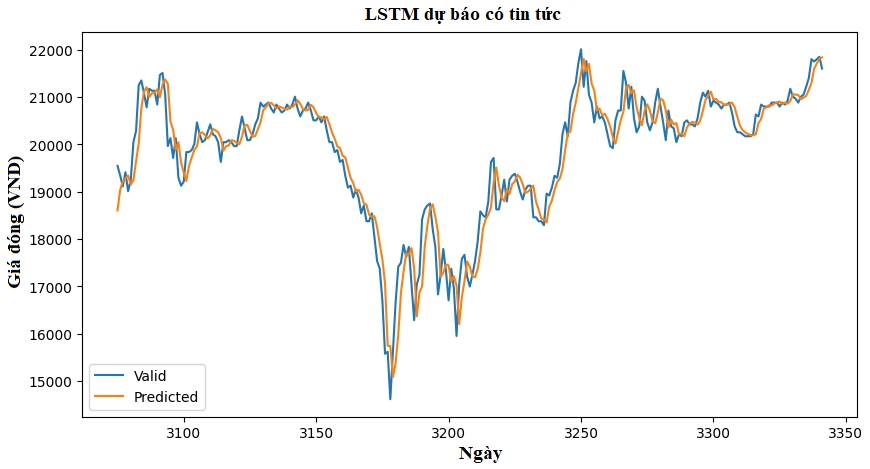 LSTM dự báo có tin tức
Giá đóng (VND)
22000
21000
20000
19000
18000
17000
16000
15000
Valid
Predicted
3100
3150
3200
3250
3300
3350
Ngày